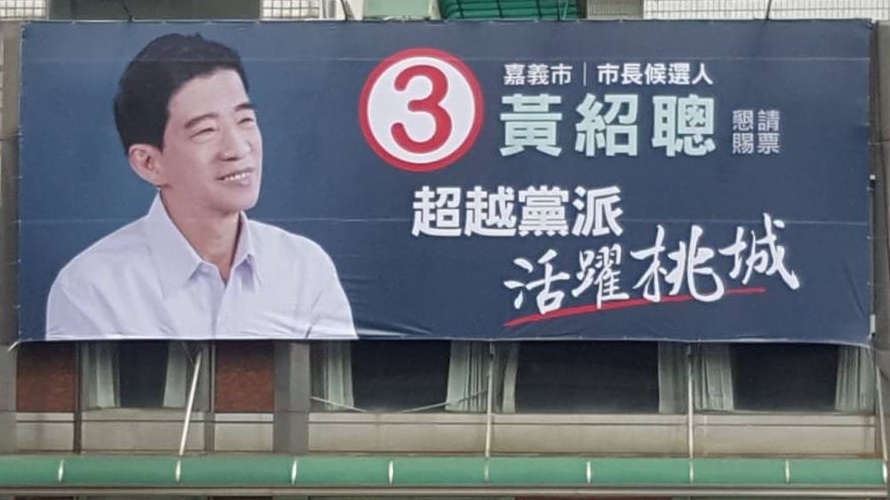 3
嘉義市｜市長候選人
黃紹聰 懇請賜票
超越黨派
活躍桃城